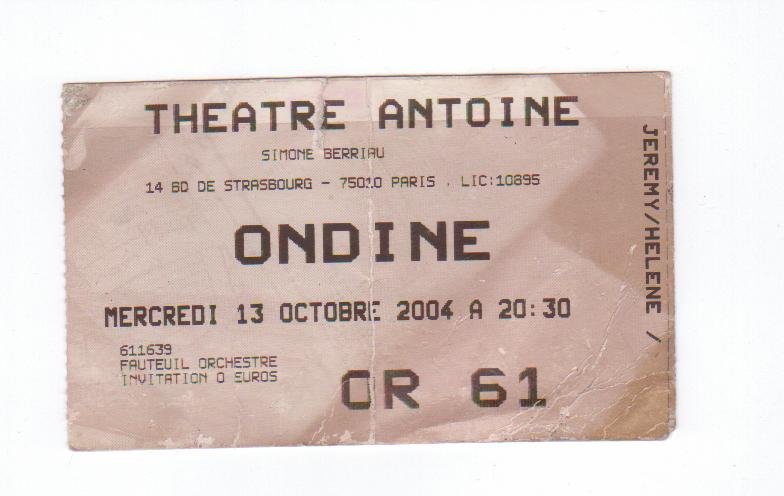 THEATRE ANTOINE
SIMONE BERRIAU
14 BD DE STRASBOURG - 75010 PARIS . LIC:10895
ONDINE
MERCREDI 13 OCTOBRE 2004 A 20:30
611639
FAUTEUIL ORCHESTRE
INVITATION 0 EUROS
OR 61
JEREMY/HELENE /